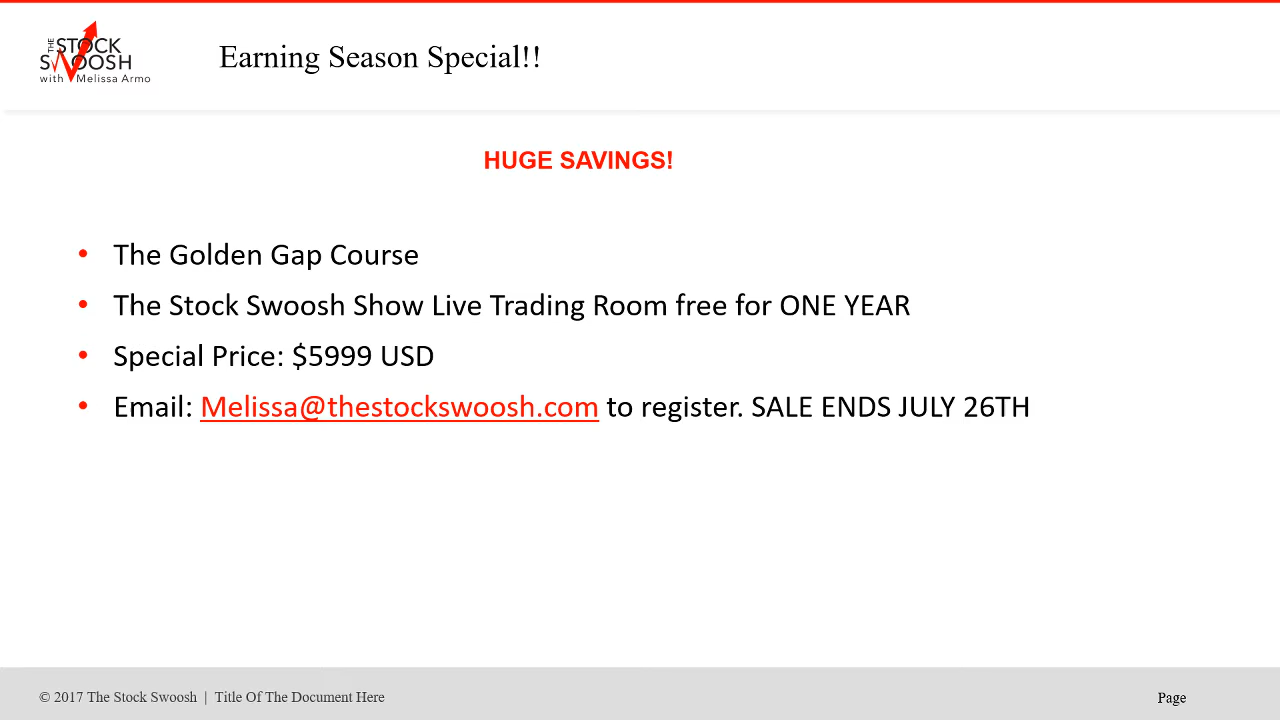 THE STOCK
SWOOSH
with Melissa Armo
Earning Season Special!!
HUGE SAVINGS!
• The Golden Gap Course
• The Stock Swoosh Show Live Trading Room free for ONE YEAR
• Special Price: $5999 USD
• Email: Melissa@thestockswoosh.com to register. SALE ENDS JULY 26TH
© 2017 The Stock Swoosh | Title Of The Document Here
Page